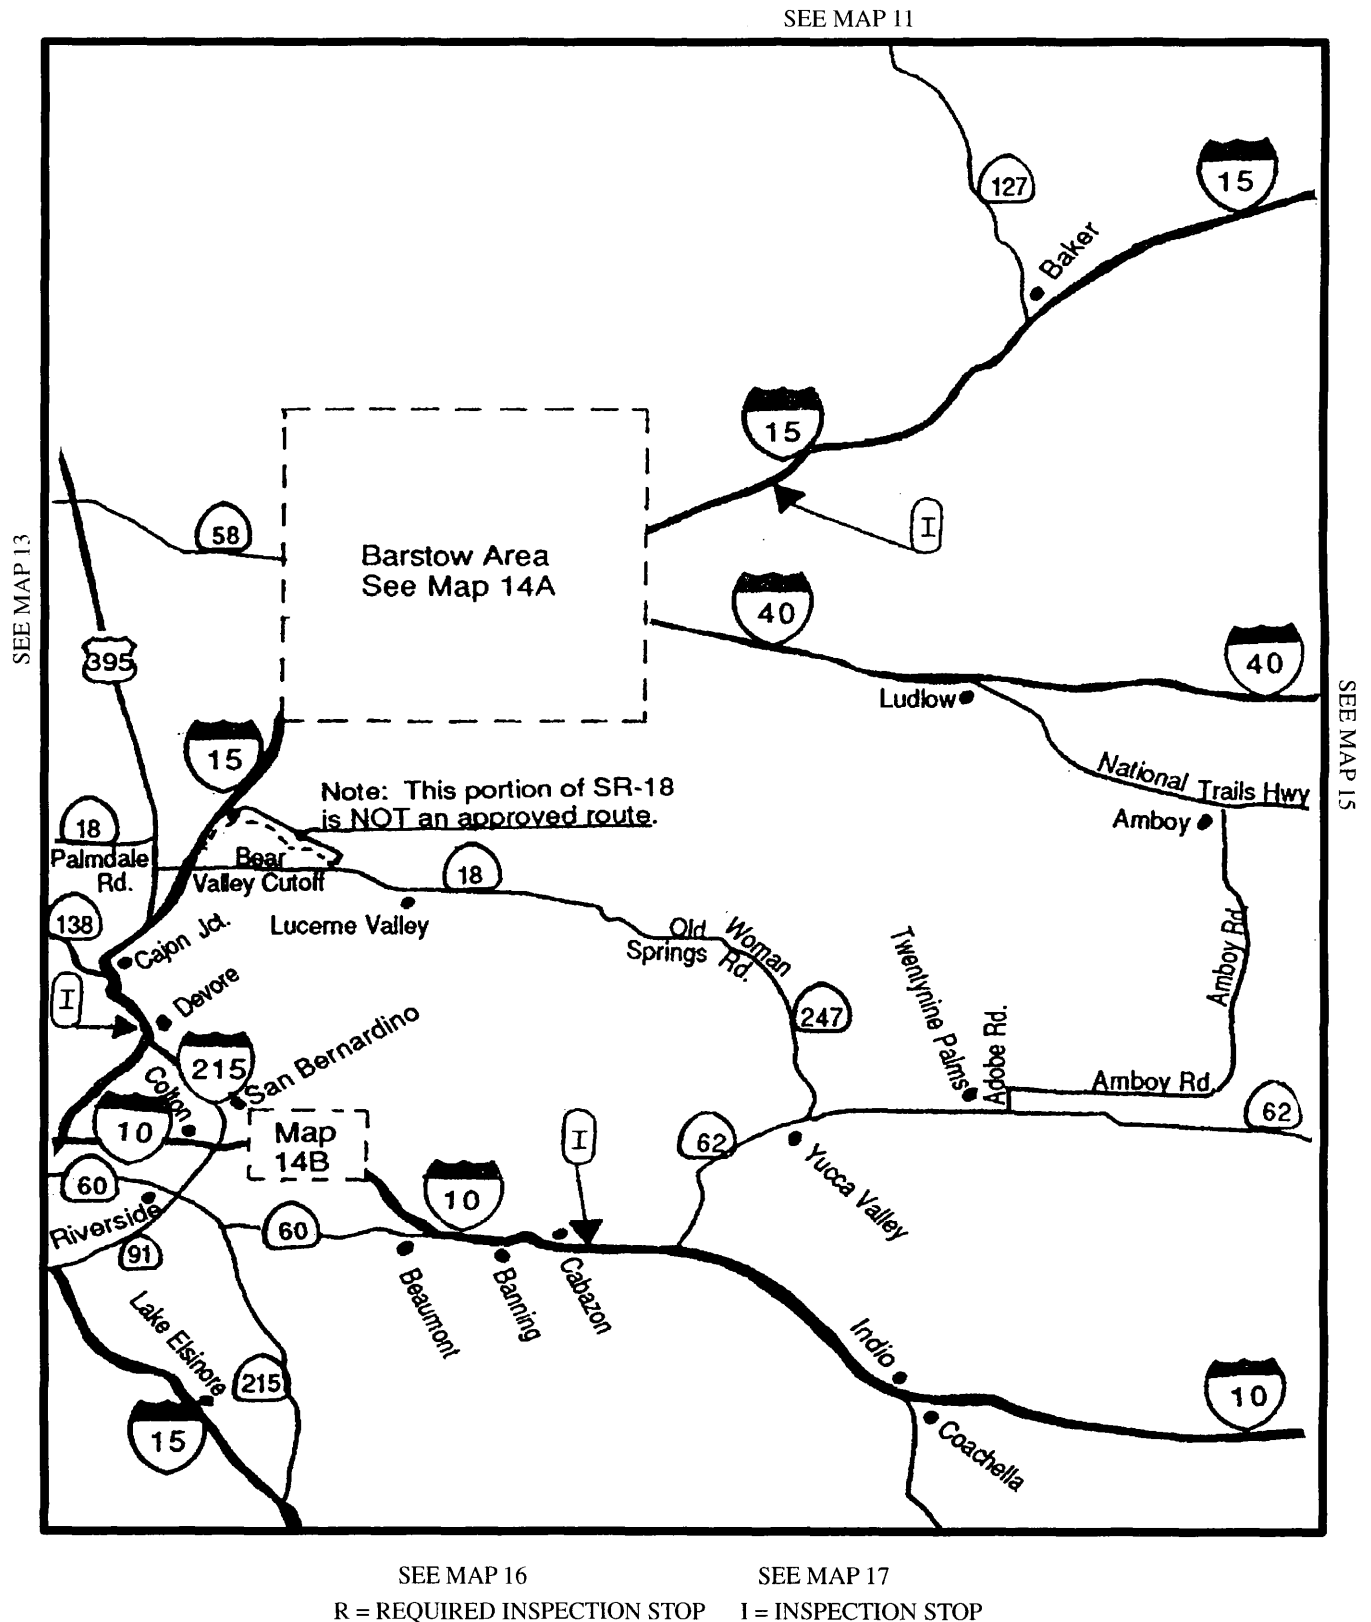 SEE MAP 11
15
127
Baker
15
I
58
Barstow Area
See Map 14A
SEE MAP 13
40
40
395
Ludlow
SEE MAP 15
15
National Trails Hwy
Note: This portion of SR-18
is NOT an approved route.
18
Amboy
Palmdale
Rd.
Bear
Valley Cutoff
18
138
Lucerne Valley
Cajon Jct.
Old Woman
Springs Rd.
Twentynine Palms
Amboy Rd.
I
Devore
247
Adobe Rd.
215
San Bernardino
Colton
Amboy Rd.
10
Map
14B
I
62
62
Yucca Valley
60
10
Riverside
60
91
Beaumont
Banning
Cabazon
Lake Elsinore
215
Indio
10
15
Coachella
SEE MAP 16
SEE MAP 17
R = REQUIRED INSPECTION STOP I = INSPECTION STOP